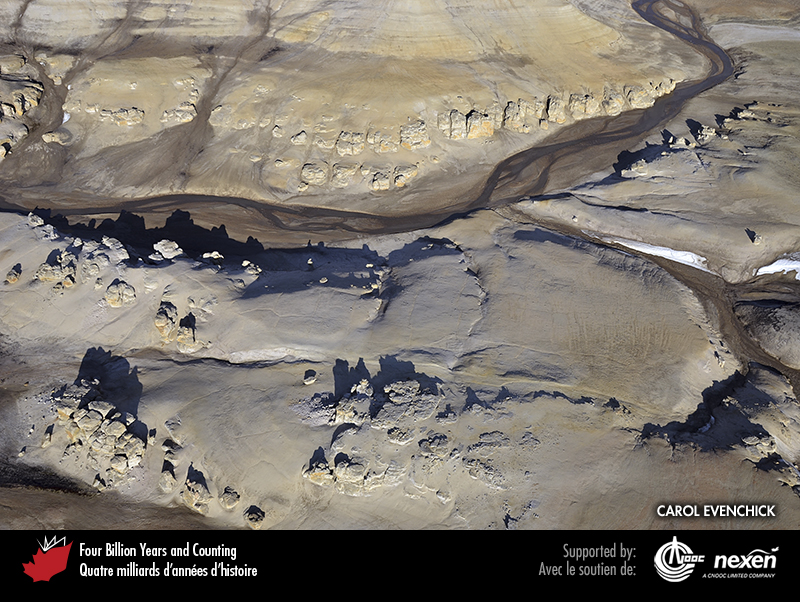 CAROL EVENCHICK
Four Billion Years and Counting
Quatre milliards d'années d'histoire
Supported by:
Avec le soutien de:
CNOOC
nexen
A CNOOC LIMITED COMPANY